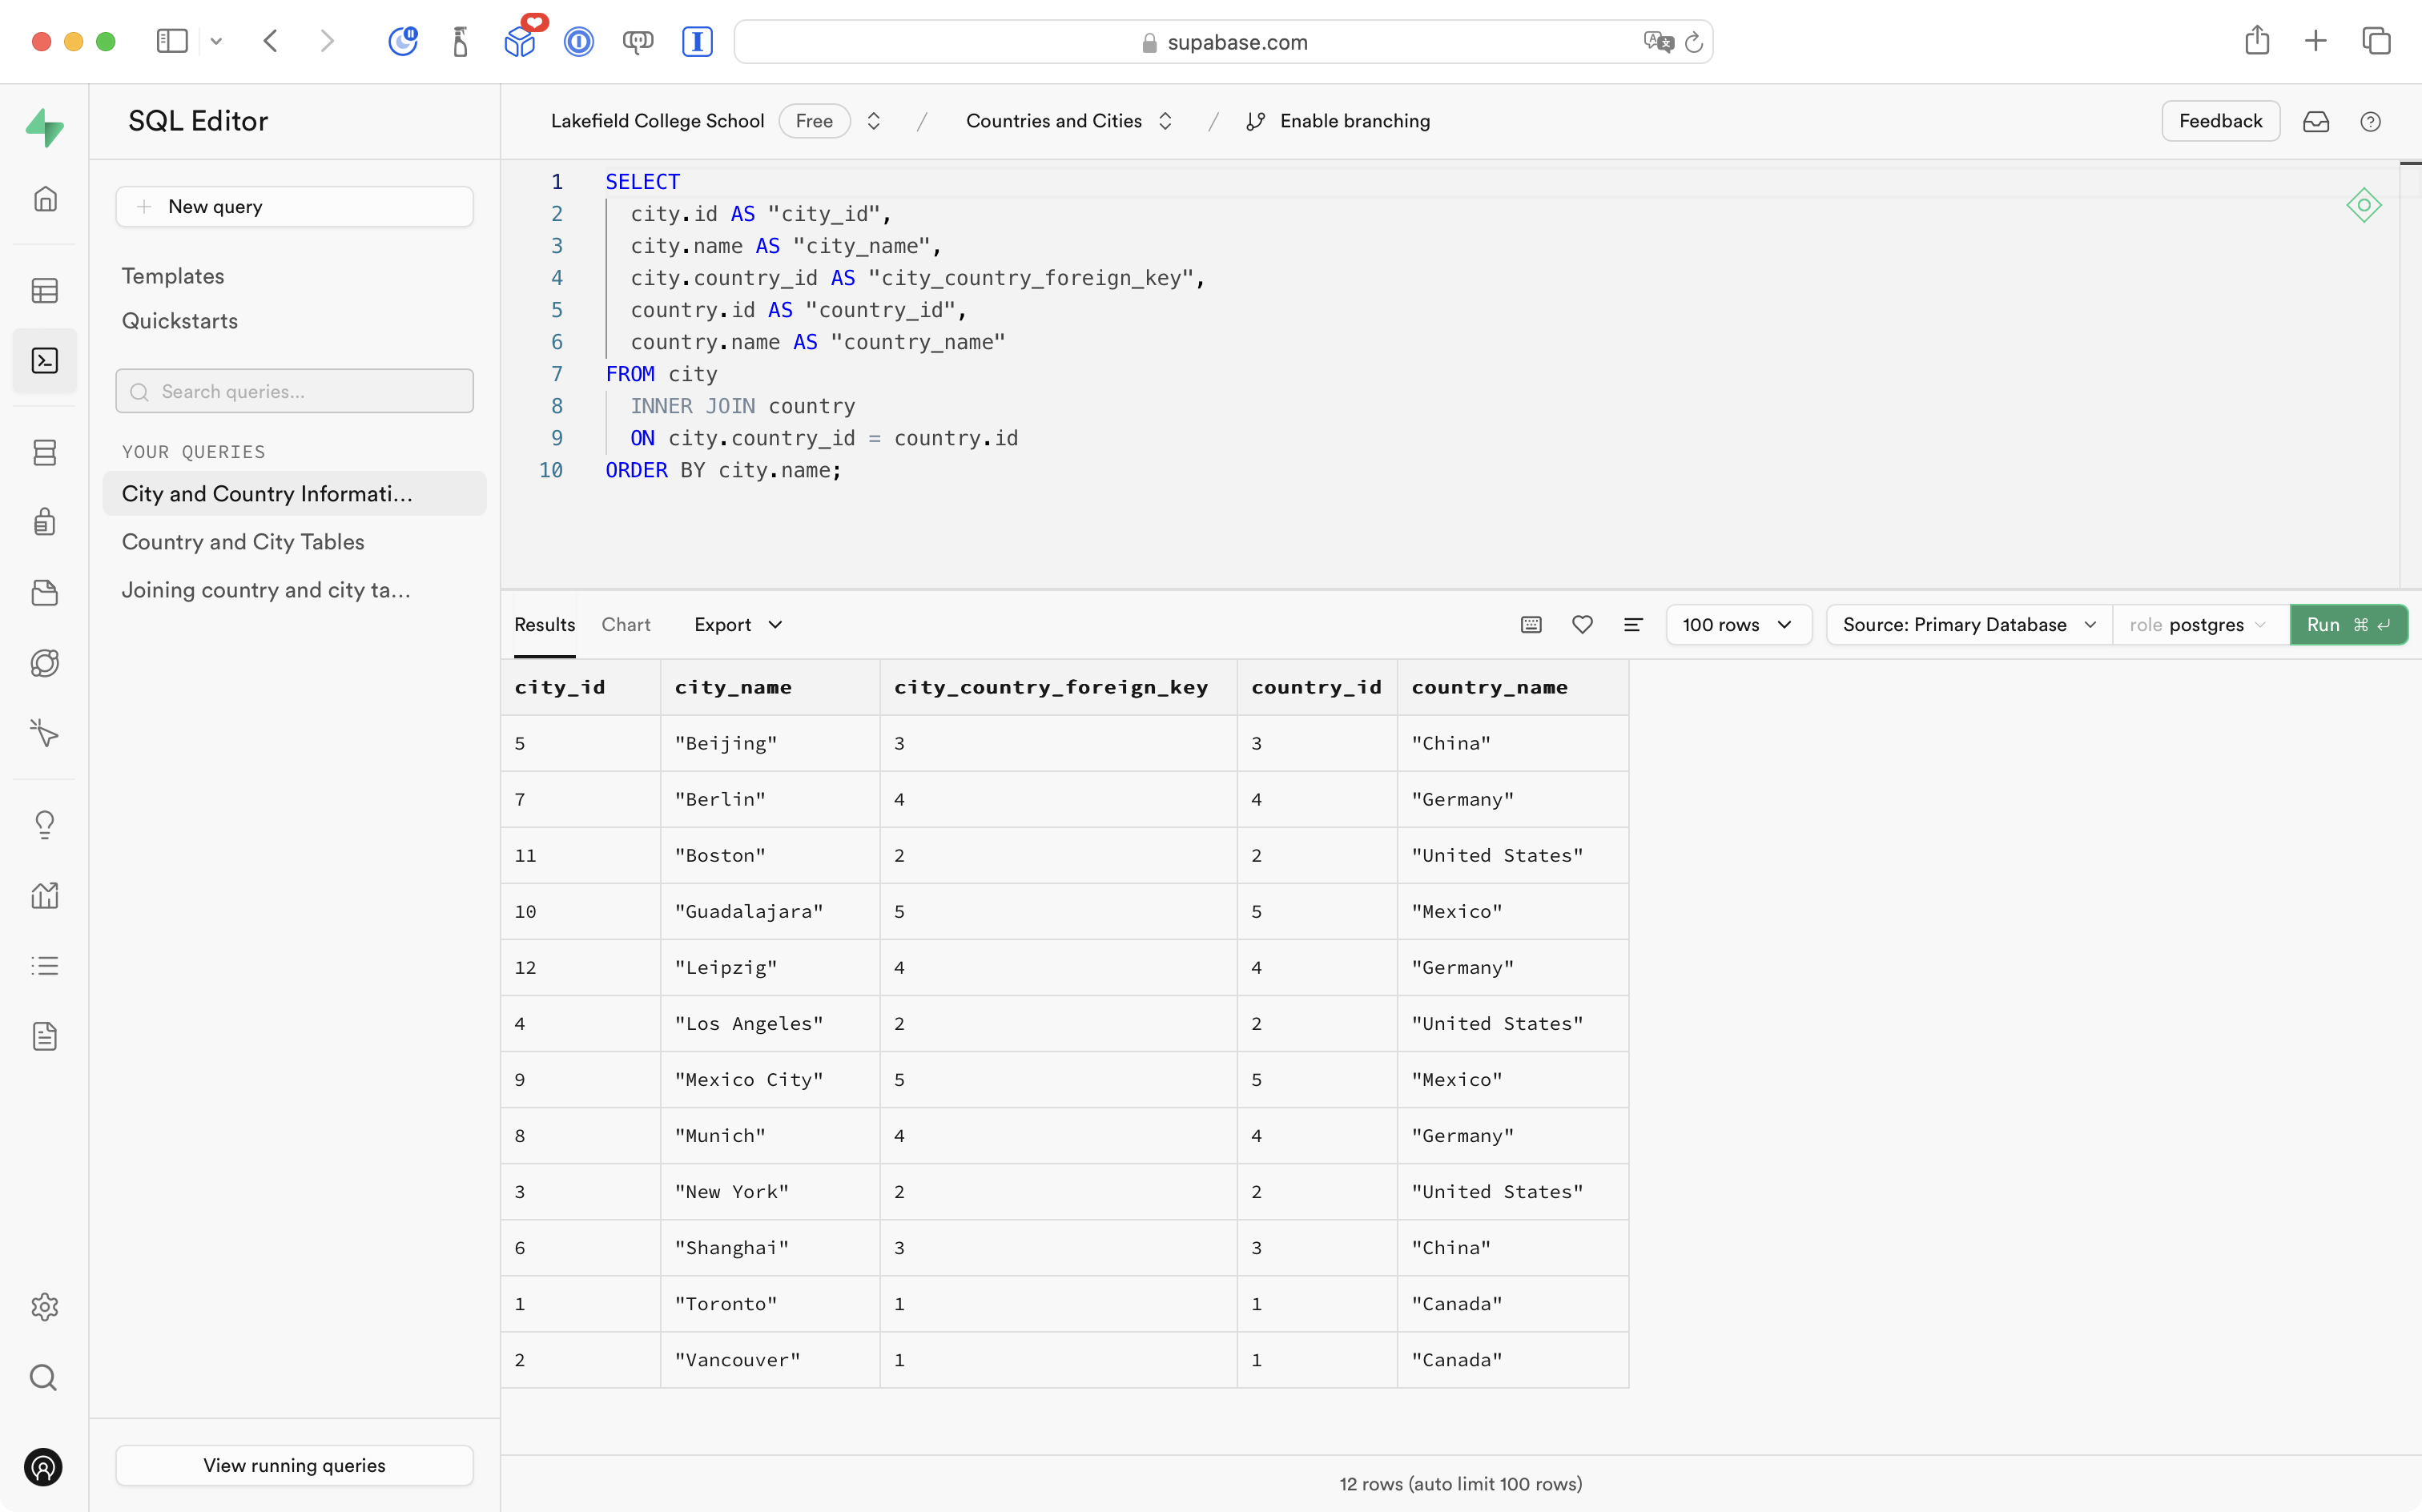 supabase.com
SQL Editor
Lakefield College School Free / Countries and Cities / Enable branching
Feedback
New query
Templates
Quickstarts
Search queries...
YOUR QUERIES
City and Country Informati...
Country and City Tables
Joining country and city ta...
View running queries
1 SELECT
2 city.id AS "city_id",
3 city.name AS "city_name",
4 city.country_id AS "city_country_foreign_key",
5 country.id AS "country_id",
6 country.name AS "country_name"
7 FROM city
8 INNER JOIN country
9 ON city.country_id = country.id
10 ORDER BY city.name;
Results Chart Export 100 rows Source: Primary Database role postgres Run ⌘ ↵
city_id city_name city_country_foreign_key country_id country_name
5 "Beijing" 3 3 "China"
7 "Berlin" 4 4 "Germany"
11 "Boston" 2 2 "United States"
10 "Guadalajara" 5 5 "Mexico"
12 "Leipzig" 4 4 "Germany"
4 "Los Angeles" 2 2 "United States"
9 "Mexico City" 5 5 "Mexico"
8 "Munich" 4 4 "Germany"
3 "New York" 2 2 "United States"
6 "Shanghai" 3 3 "China"
1 "Toronto" 1 1 "Canada"
2 "Vancouver" 1 1 "Canada"
12 rows (auto limit 100 rows)